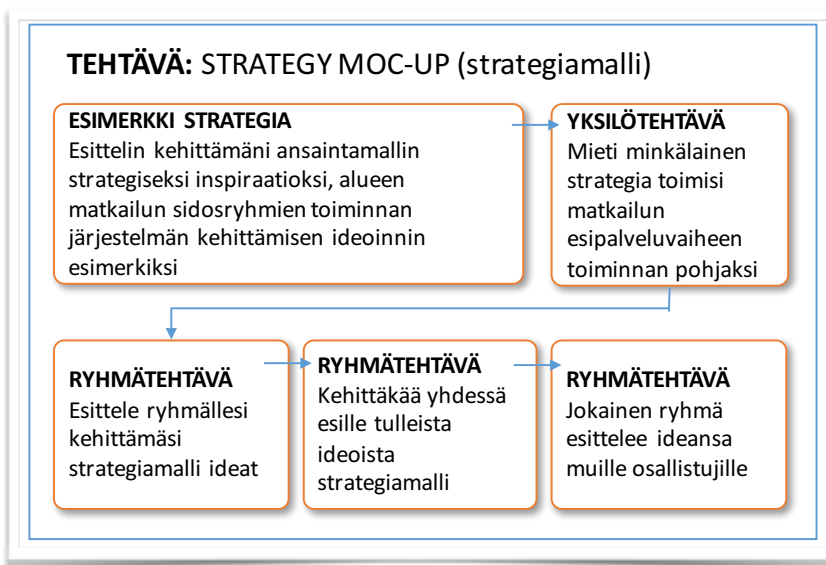 TEHTÄVÄ: STRATEGY MOC-UP (strategiamalli)
ESIMERKKI STRATEGIA
Esittelin kehittämäni ansaintamallin
strategiseksi inspiraatioksi, alueen
matkailun sidosryhmien toiminnan
järjestelmän kehittämisen ideoinnin
esimerkiksi
YKSILÖTEHTÄVÄ
Mieti minkälainen
strategia toimisi
matkailun
esipalveluvaiheen
toiminnan pohjaksi
RYHMÄTEHTÄVÄ
Esittele ryhmällesi
kehittämäsi
strategiamalli ideat
RYHMÄTEHTÄVÄ
Kehittäkää yhdessä
esille tulleista
ideoista
strategiamalli
RYHMÄTEHTÄVÄ
Jokainen ryhmä
esittelee ideansa
muille osallistujille